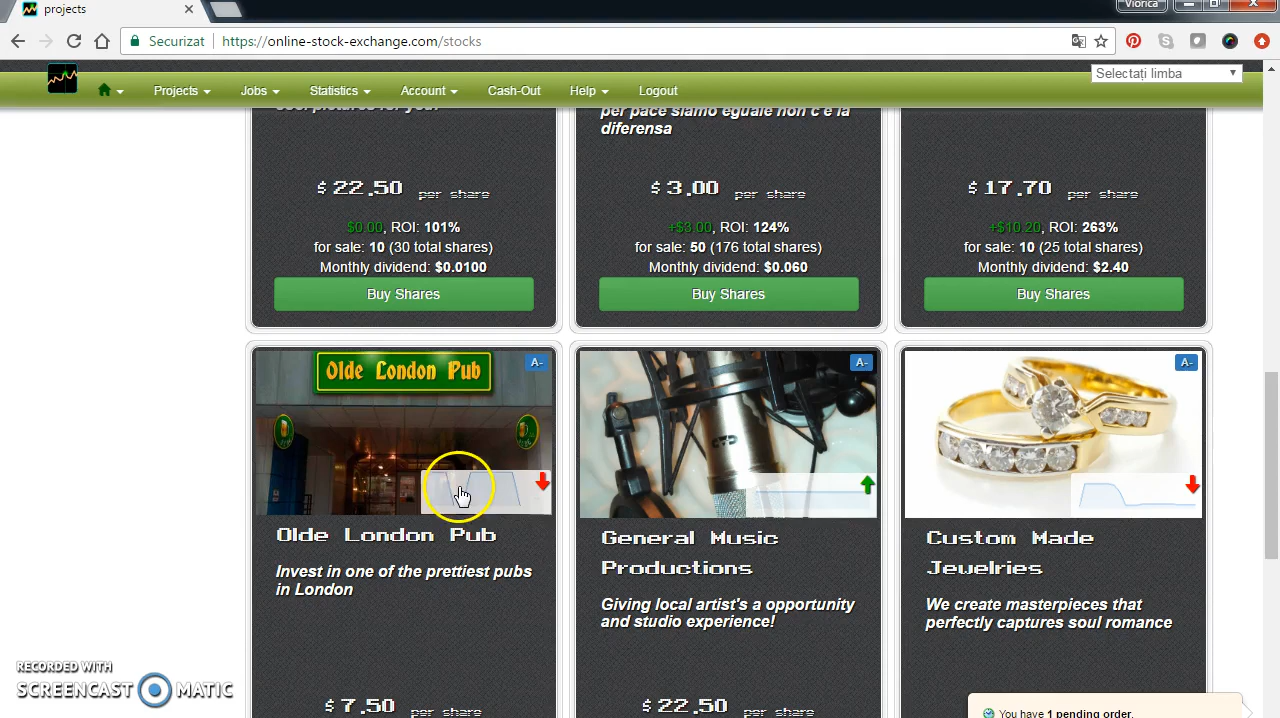 projects
Viorica
Securizat
https://online-stock-exchange.com/stocks
Selectați limba
Projects
Jobs
Statistics
Account
Cash-Out
Help
Logout
per pace siamo eguale non c'è la
diferensa
$ 22.50 per share
$0.00, ROI: 101%
for sale: 10 (30 total shares)
Monthly dividend: $0.0100
Buy Shares
$ 3.00 per share
+$3.00, ROI: 124%
for sale: 50 (176 total shares)
Monthly dividend: $0.060
Buy Shares
$ 17.70 per share
+$10.20, ROI: 263%
for sale: 10 (25 total shares)
Monthly dividend: $2.40
Buy Shares
Olde London Pub
A-
Olde London Pub
Invest in one of the prettiest pubs
in London
$ 7.50 per share
A-
General Music
Productions
Giving local artist's a opportunity
and studio experience!
$ 22.50 per share
A-
Custom Made
Jewelries
We create masterpieces that
perfectly captures soul romance
RECORDED WITH
SCREENCAST MATIC
You have 1 pending order.